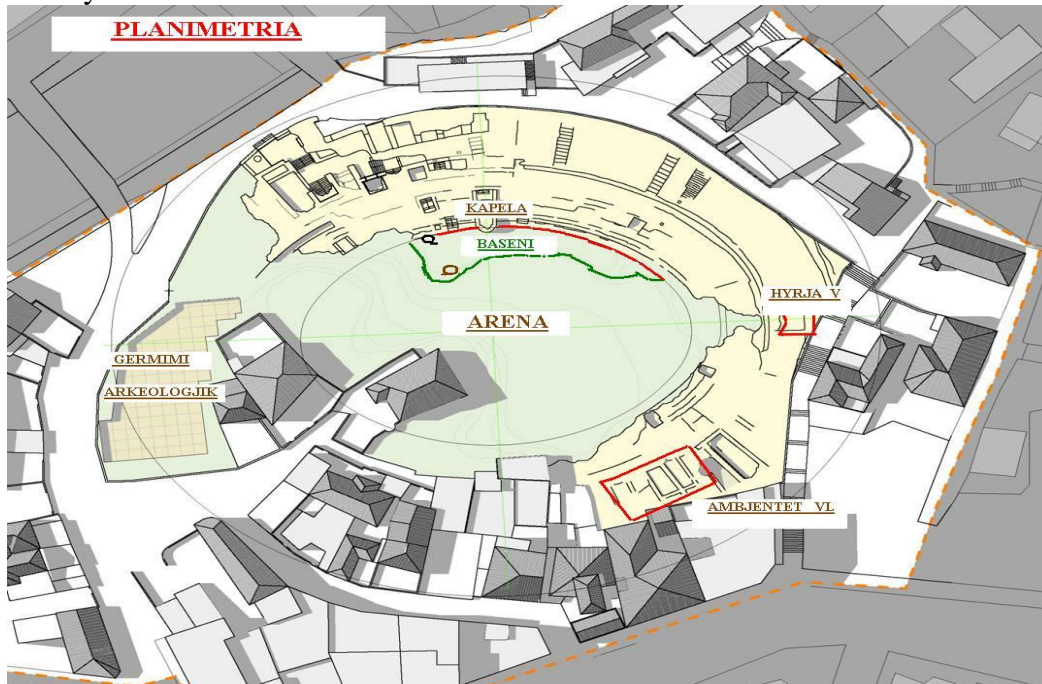 PLANIMETRIA
KAPELA
BASENI
HYRJA V
ARENA
GERMIMI
ARKEOLOGJIK
AMBJENTET VL